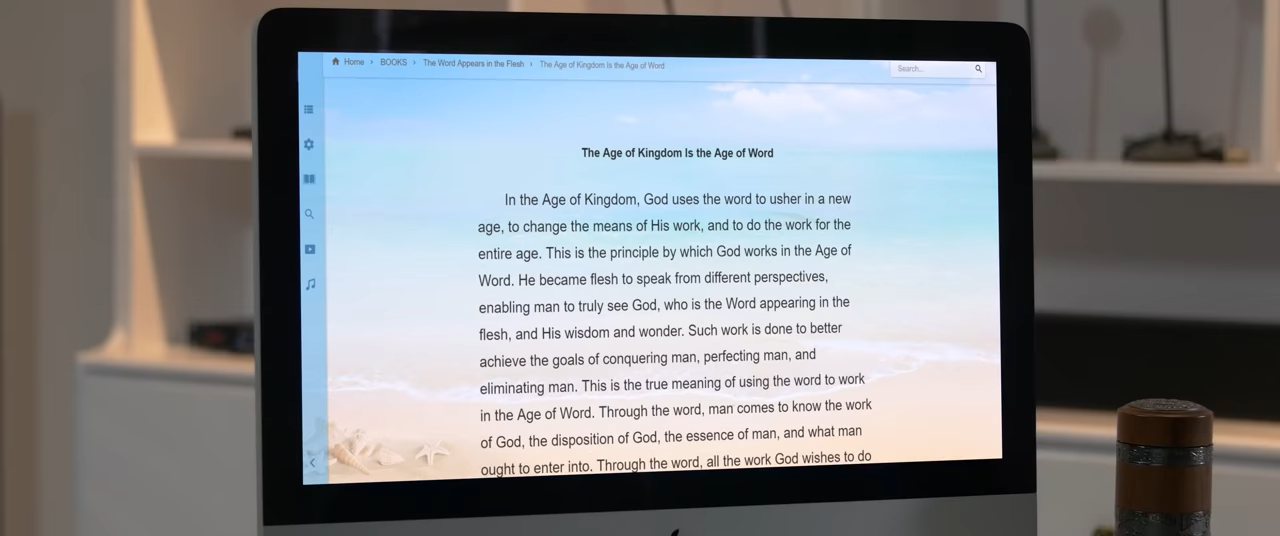 Home › BOOKS › The Word Appears in the Flesh › The Age of Kingdom Is the Age of Word
Search...
The Age of Kingdom Is the Age of Word
In the Age of Kingdom, God uses the word to usher in a new
age, to change the means of His work, and to do the work for the
entire age. This is the principle by which God works in the Age of
Word. He became flesh to speak from different perspectives,
enabling man to truly see God, who is the Word appearing in the
flesh, and His wisdom and wonder. Such work is done to better
achieve the goals of conquering man, perfecting man, and
eliminating man. This is the true meaning of using the word to work
in the Age of Word. Through the word, man comes to know the work
of God, the disposition of God, the essence of man, and what man
ought to enter into. Through the word, all the work God wishes to do